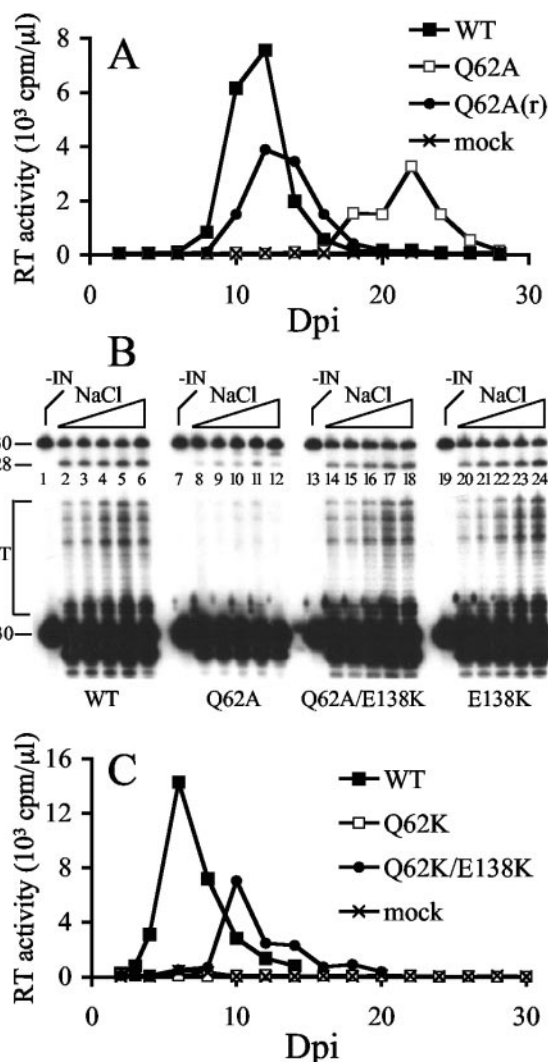 A
RT activity (10³ cpm/µl)
8
6
4
2
0
0 10 20 30
Dpi
WT
Q62A
Q62A(r)
mock
B
-IN NaCl -IN NaCl -IN NaCl -IN NaCl
30
28
1 2 3 4 5 6 7 8 9 10 11 12 13 14 15 16 17 18 19 20 21 22 23 24
T
30
WT Q62A Q62A/E138K E138K
C
RT activity (10³ cpm/µl)
16
12
8
4
0
0 10 20 30
Dpi
WT
Q62K
Q62K/E138K
mock